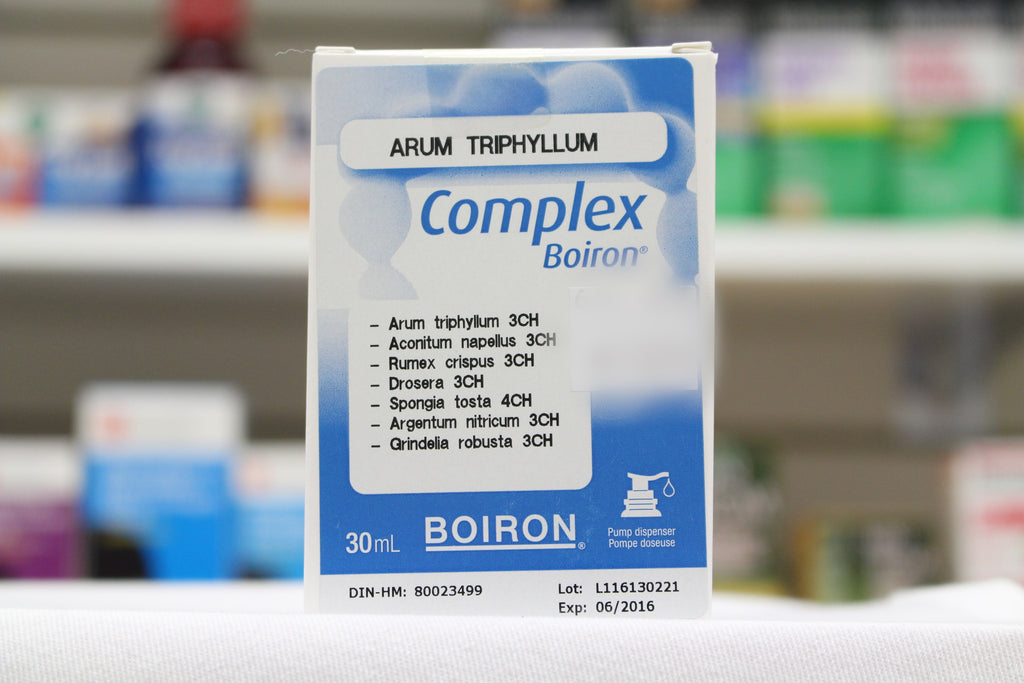 ARUM TRIPHYLLUM
Complex
Boiron®
– Arum triphyllum 3CH
– Aconitum napellus 3CH
– Rumex crispus 3CH
– Drosera 3CH
– Spongia tosta 4CH
– Argentum nitricum 3CH
– Grindelia robusta 3CH
30mL
BOIRON®
Pump dispenser
Pompe doseuse
DIN-HM: 80023499
Lot: L116130221
Exp: 06/2016